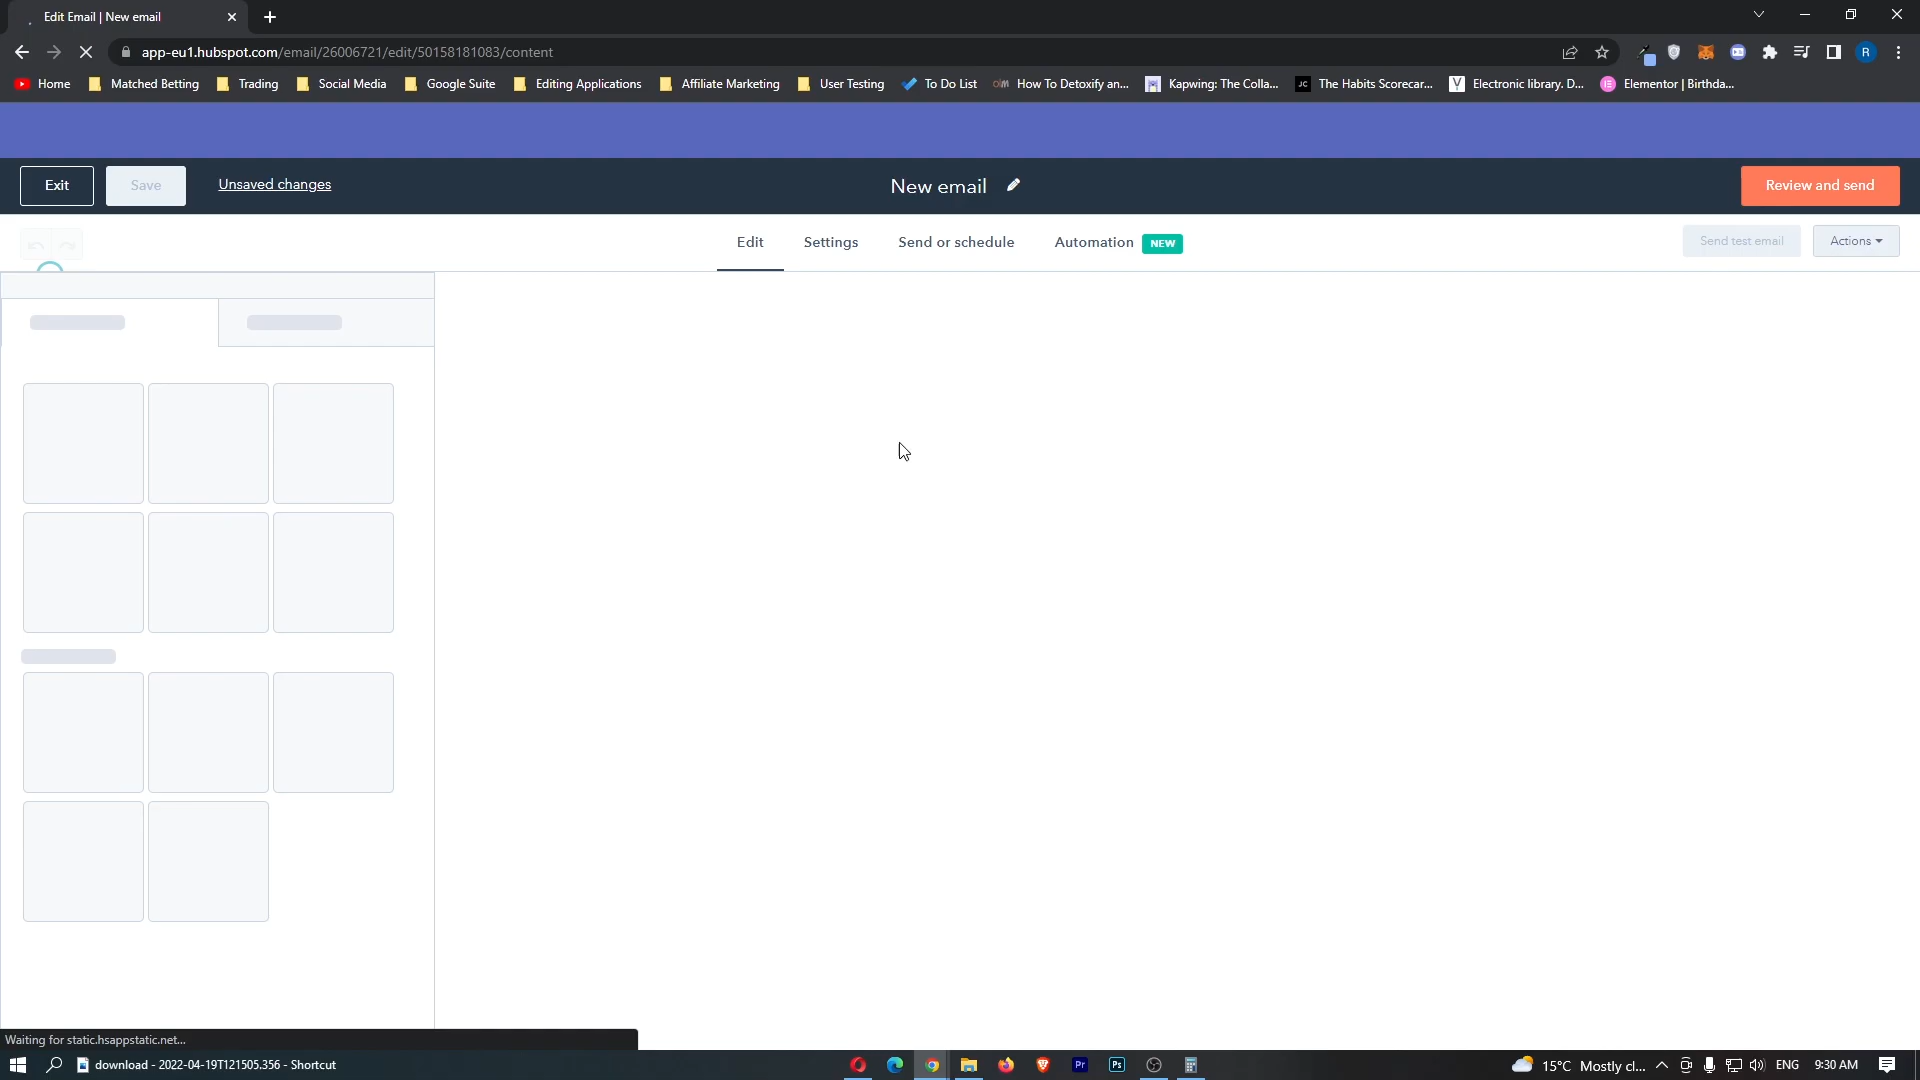 Edit Email | New email
app-eu1.hubspot.com/email/26006721/edit/50158181083/content
R
Home
Matched Betting
Trading
Social Media
Google Suite
Editing Applications
Affiliate Marketing
User Testing
To Do List
How To Detoxify an...
Kapwing: The Colla...
JC
The Habits Scorecar...
Electronic library. D...
Elementor | Birthda...
Exit
Save
Unsaved changes
New email
Review and send
Edit
Settings
Send or schedule
Automation
NEW
Send test email
Actions
Waiting for static.hsappstatic.net...
download - 2022-04-19T121505.356 - Shortcut
Pr
Ps
15°C Mostly cl...
ENG
9:30 AM